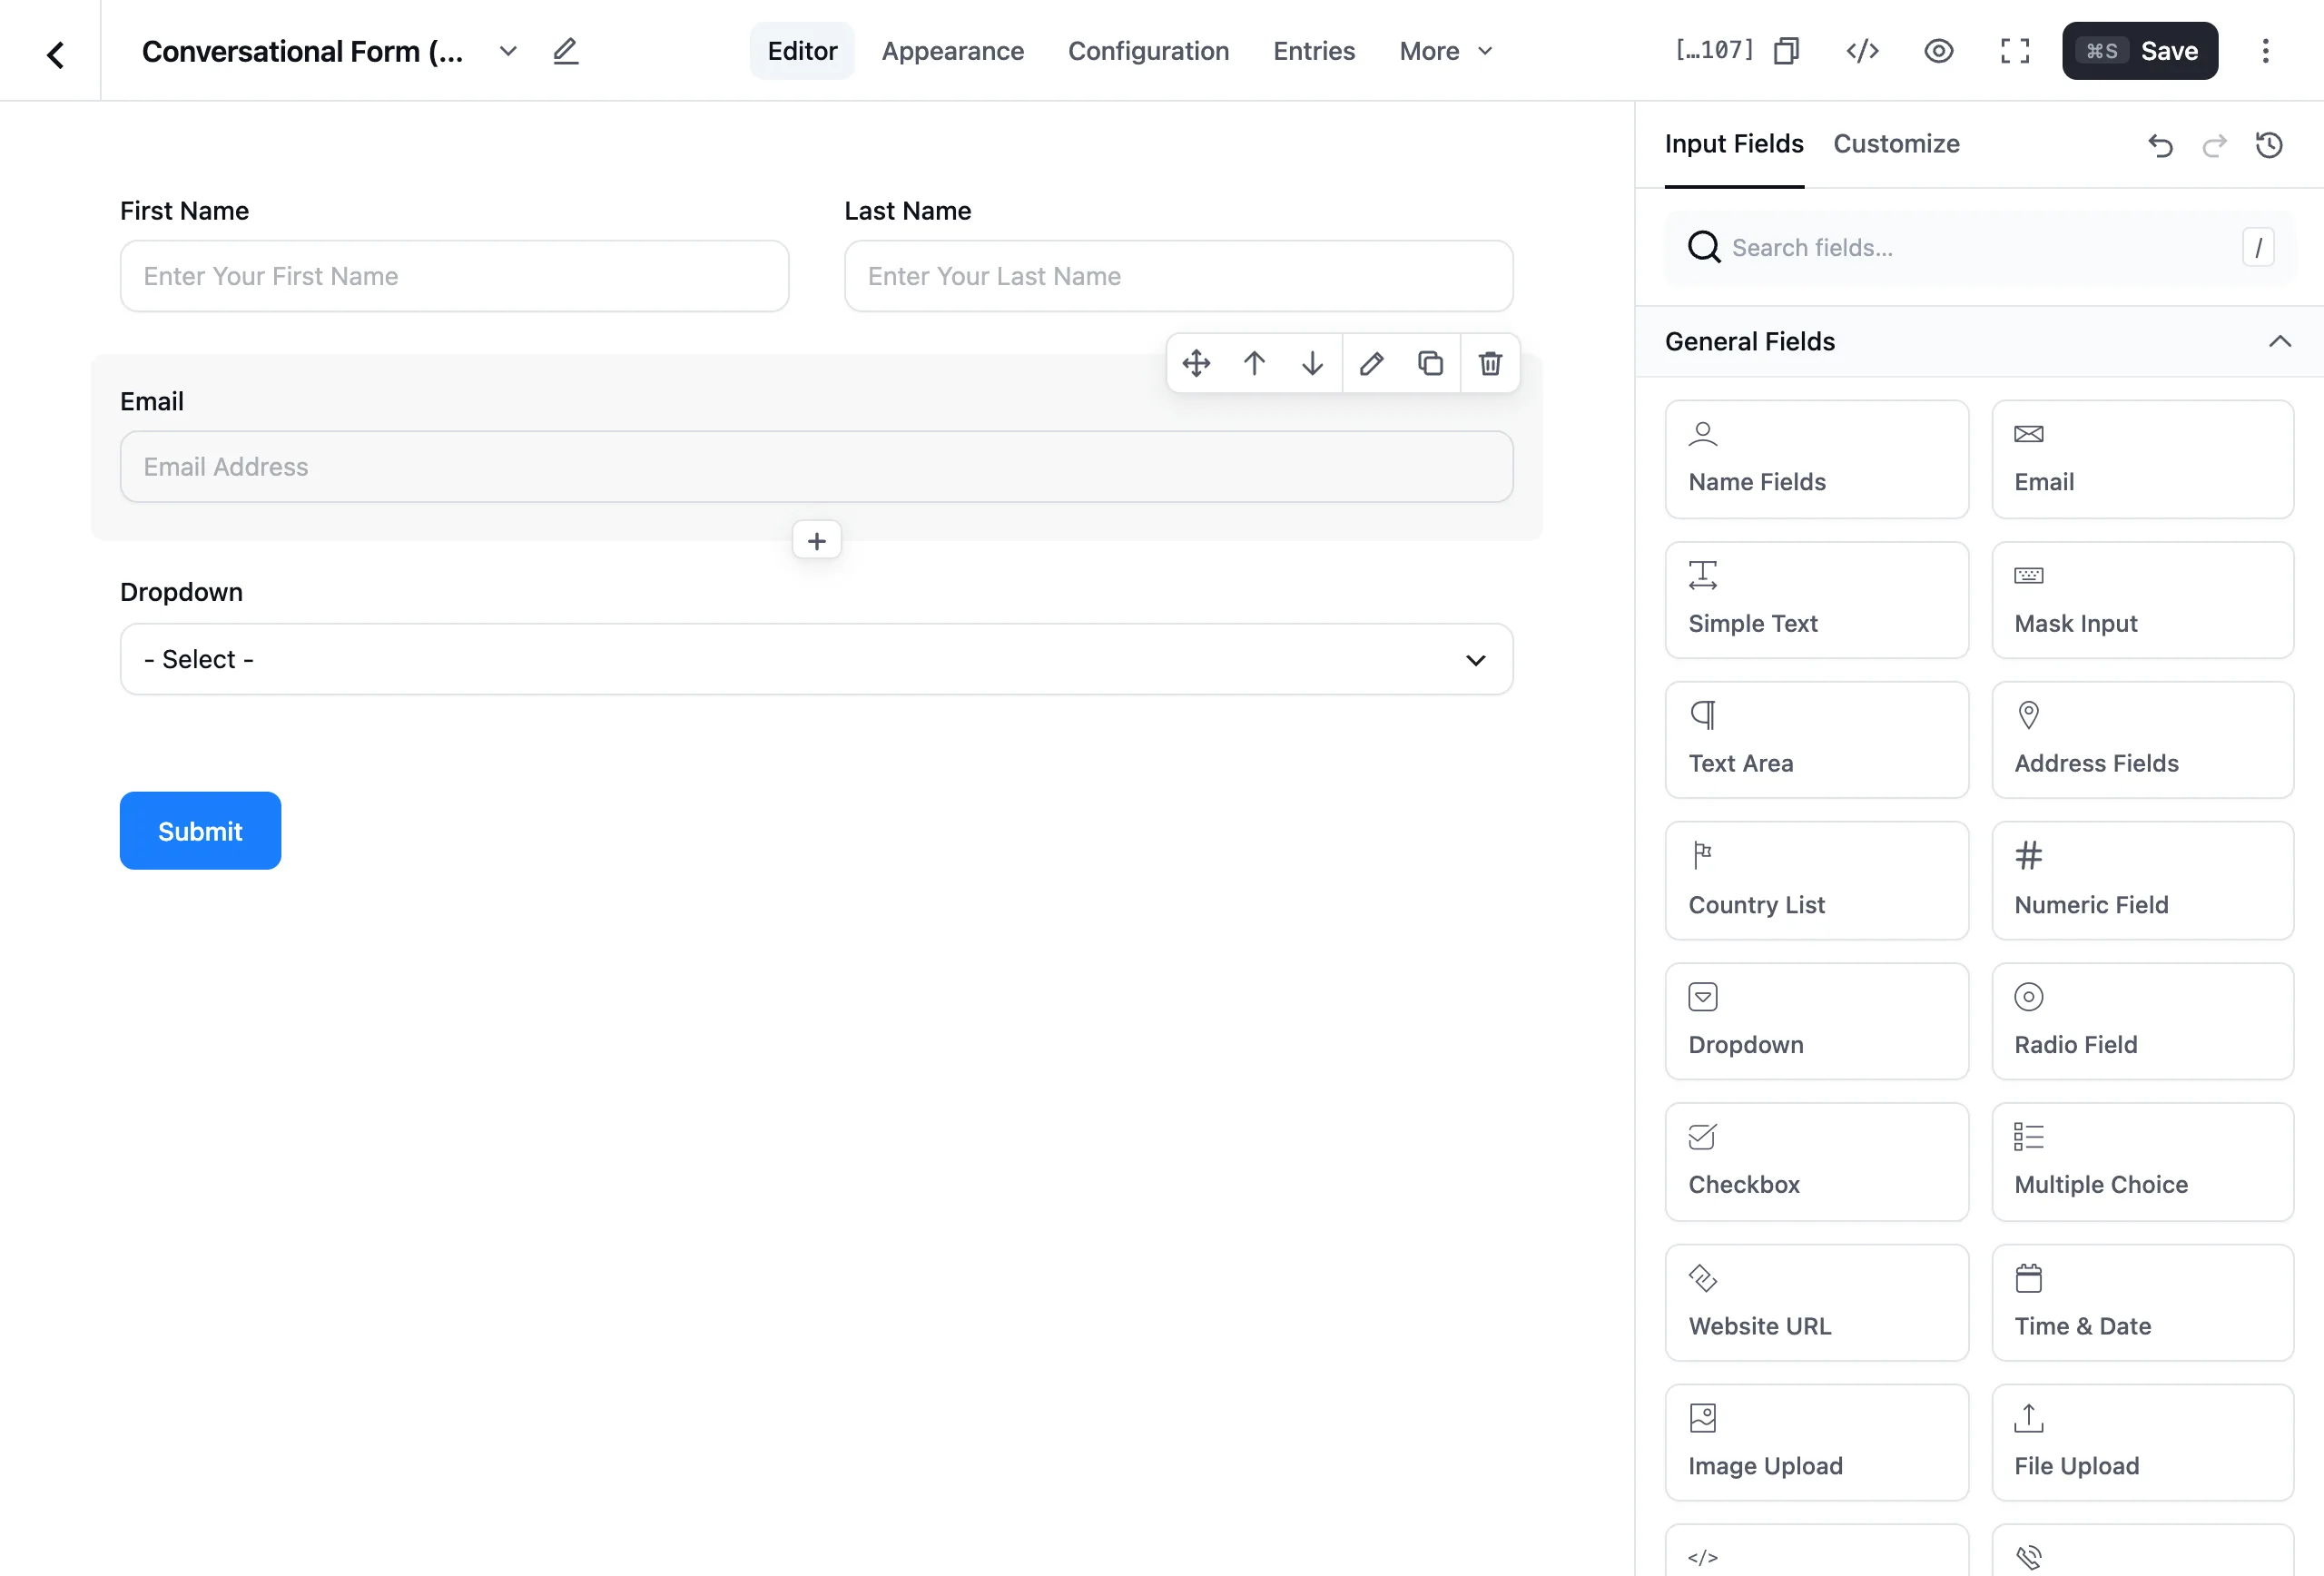 Conversational Form (...
Editor
Appearance
Configuration
Entries
More
[…107]
</>
⌘S Save
Input Fields
Customize
Search fields...
/
General Fields
First Name
Last Name
Enter Your First Name
Enter Your Last Name
Email
Email Address
+
Dropdown
- Select -
Submit
Name Fields
Email
Simple Text
Mask Input
Text Area
Address Fields
Country List
Numeric Field
Dropdown
Radio Field
Checkbox
Multiple Choice
Website URL
Time & Date
Image Upload
File Upload
</>